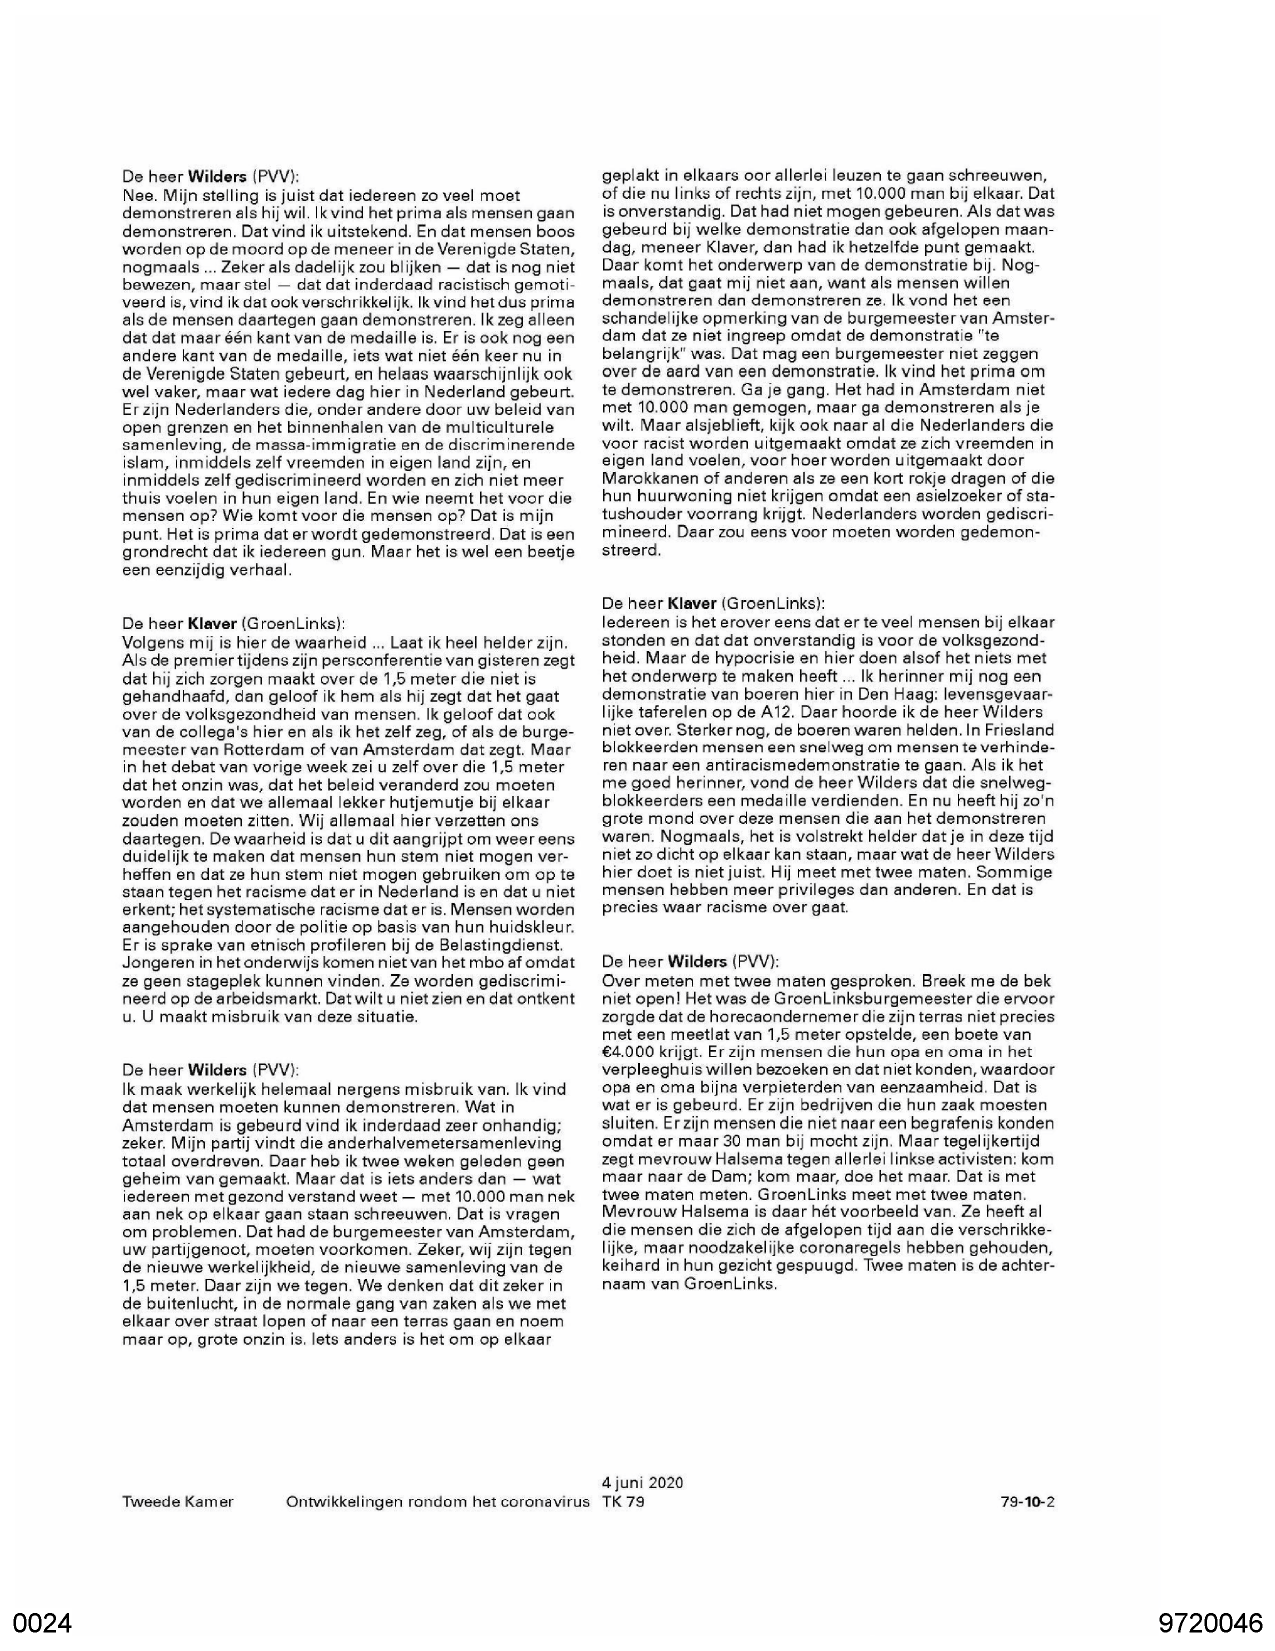 De heer Wilders (PVV):
Nee. Mijn stelling is juist dat iedereen zo veel moet
demonstreren als hij wil. Ik vind het prima als mensen gaan
demonstreren. Dat vind ik uitstekend. En dat mensen boos
worden op de moord op de meneer in de Verenigde Staten,
nogmaals ... Zeker als dadelijk zou blijken — dat is nog niet
bewezen, maar stel — dat dat inderdaad racistisch gemoti-
veerd is, vind ik dat ook verschrikkelijk. Ik vind het dus prima
als de mensen daartegen gaan demonstreren. Ik zeg alleen
dat dat maar één kant van de medaille is. Er is ook nog een
andere kant van de medaille, iets wat niet één keer nu in
de Verenigde Staten gebeurt, en helaas waarschijnlijk ook
wel vaker, maar wat iedere dag hier in Nederland gebeurt.
Er zijn Nederlanders die, onder andere door uw beleid van
open grenzen en het binnenhalen van de multiculturele
samenleving, de massa-immigratie en de discriminerende
islam, inmiddels zelf vreemden in eigen land zijn, en
inmiddels zelf gediscrimineerd worden en zich niet meer
thuis voelen in hun eigen land. En wie neemt het voor die
mensen op? Wie komt voor die mensen op? Dat is mijn
punt. Het is prima dat er wordt gedemonstreerd. Dat is een
grondrecht dat ik iedereen gun. Maar het is wel een beetje
een eenzijdig verhaal.
De heer Klaver (GroenLinks):
Volgens mij is hier de waarheid ... Laat ik heel helder zijn.
Als de premier tijdens zijn persconferentie van gisteren zegt
dat hij zich zorgen maakt over de 1,5 meter die niet is
gehandhaafd, dan geloof ik hem als hij zegt dat het gaat
over de volksgezondheid van mensen. Ik geloof dat ook
van de collega's hier en als ik het zelf zeg, of als de burge-
meester van Rotterdam of van Amsterdam dat zegt. Maar
in het debat van vorige week zei u zelf over die 1,5 meter
dat het onzin was, dat het beleid veranderd zou moeten
worden en dat we allemaal lekker hutjemutje bij elkaar
zouden moeten zitten. Wij allemaal hier verzetten ons
daartegen. De waarheid is dat u dit aangrijpt om weer eens
duidelijk te maken dat mensen hun stem niet mogen ver-
heffen en dat ze hun stem niet mogen gebruiken om op te
staan tegen het racisme dat er in Nederland is en dat u niet
erkent; het systematische racisme dat er is. Mensen worden
aangehouden door de politie op basis van hun huidskleur.
Er is sprake van etnisch profileren bij de Belastingdienst.
Jongeren in het onderwijs komen niet van het mbo af omdat
ze geen stageplek kunnen vinden. Ze worden gediscrimi-
neerd op de arbeidsmarkt. Dat wilt u niet zien en dat ontkent
u. U maakt misbruik van deze situatie.
De heer Wilders (PVV):
Ik maak werkelijk helemaal nergens misbruik van. Ik vind
dat mensen moeten kunnen demonstreren. Wat in
Amsterdam is gebeurd vind ik inderdaad zeer onhandig;
zeker. Mijn partij vindt die anderhalvemetersamenleving
totaal overdreven. Daar heb ik twee weken geleden geen
geheim van gemaakt. Maar dat is iets anders dan — wat
iedereen met gezond verstand weet — met 10.000 man nek
aan nek op elkaar gaan staan schreeuwen. Dat is vragen
om problemen. Dat had de burgemeester van Amsterdam,
uw partijgenoot, moeten voorkomen. Zeker, wij zijn tegen
de nieuwe werkelijkheid, de nieuwe samenleving van de
1,5 meter. Daar zijn we tegen. We denken dat dit zeker in
de buitenlucht, in de normale gang van zaken als we met
elkaar over straat lopen of naar een terras gaan en noem
maar op, grote onzin is. Iets anders is het om op elkaar
geplakt in elkaars oor allerlei leuzen te gaan schreeuwen,
of die nu links of rechts zijn, met 10.000 man bij elkaar. Dat
is onverstandig. Dat had niet mogen gebeuren. Als dat was
gebeurd bij welke demonstratie dan ook afgelopen maan-
dag, meneer Klaver, dan had ik hetzelfde punt gemaakt.
Daar komt het onderwerp van de demonstratie bij. Nog-
maals, dat gaat mij niet aan, want als mensen willen
demonstreren dan demonstreren ze. Ik vond het een
schandelijke opmerking van de burgemeester van Amster-
dam dat ze niet ingreep omdat de demonstratie "te
belangrijk" was. Dat mag een burgemeester niet zeggen
over de aard van een demonstratie. Ik vind het prima om
te demonstreren. Ga je gang. Het had in Amsterdam niet
met 10.000 man gemogen, maar ga demonstreren als je
wilt. Maar alsjeblieft, kijk ook naar al die Nederlanders die
voor racist worden uitgemaakt omdat ze zich vreemden in
eigen land voelen, voor hoer worden uitgemaakt door
Marokkanen of anderen als ze een kort rokje dragen of die
hun huurwoning niet krijgen omdat een asielzoeker of sta-
tushouder voorrang krijgt. Nederlanders worden gediscri-
mineerd. Daar zou eens voor moeten worden gedemon-
streerd.
De heer Klaver (GroenLinks):
Iedereen is het erover eens dat er te veel mensen bij elkaar
stonden en dat dat onverstandig is voor de volksgezond-
heid. Maar de hypocrisie en hier doen alsof het niets met
het onderwerp te maken heeft ... Ik herinner mij nog een
demonstratie van boeren hier in Den Haag: levensgevaar-
lijke taferelen op de A12. Daar hoorde ik de heer Wilders
niet over. Sterker nog, de boeren waren helden. In Friesland
blokkeerden mensen een snelweg om mensen te verhinde-
ren naar een antiracismedemonstratie te gaan. Als ik het
me goed herinner, vond de heer Wilders dat die snelweg-
blokkeerders een medaille verdienden. En nu heeft hij zo'n
grote mond over deze mensen die aan het demonstreren
waren. Nogmaals, het is volstrekt helder dat je in deze tijd
niet zo dicht op elkaar kan staan, maar wat de heer Wilders
hier doet is niet juist. Hij meet met twee maten. Sommige
mensen hebben meer privileges dan anderen. En dat is
precies waar racisme over gaat.
De heer Wilders (PVV):
Over meten met twee maten gesproken. Breek me de bek
niet open! Het was de GroenLinksburgemeester die ervoor
zorgde dat de horecaondernemer die zijn terras niet precies
met een meetlat van 1,5 meter opstelde, een boete van
€4.000 krijgt. Er zijn mensen die hun opa en oma in het
verpleeghuis willen bezoeken en dat niet konden, waardoor
opa en oma bijna verpieterden van eenzaamheid. Dat is
wat er is gebeurd. Er zijn bedrijven die hun zaak moesten
sluiten. Er zijn mensen die niet naar een begrafenis konden
omdat er maar 30 man bij mocht zijn. Maar tegelijkertijd
zegt mevrouw Halsema tegen allerlei linkse activisten: kom
maar naar de Dam; kom maar, doe het maar. Dat is met
twee maten meten. GroenLinks meet met twee maten.
Mevrouw Halsema is daar hét voorbeeld van. Ze heeft al
die mensen die zich de afgelopen tijd aan die verschrikke-
lijke, maar noodzakelijke coronaregels hebben gehouden,
keihard in hun gezicht gespuugd. Twee maten is de achter-
naam van GroenLinks.
4 juni 2020
Tweede Kamer Ontwikkelingen rondom het coronavirus TK 79 79-10-2
0024 9720046